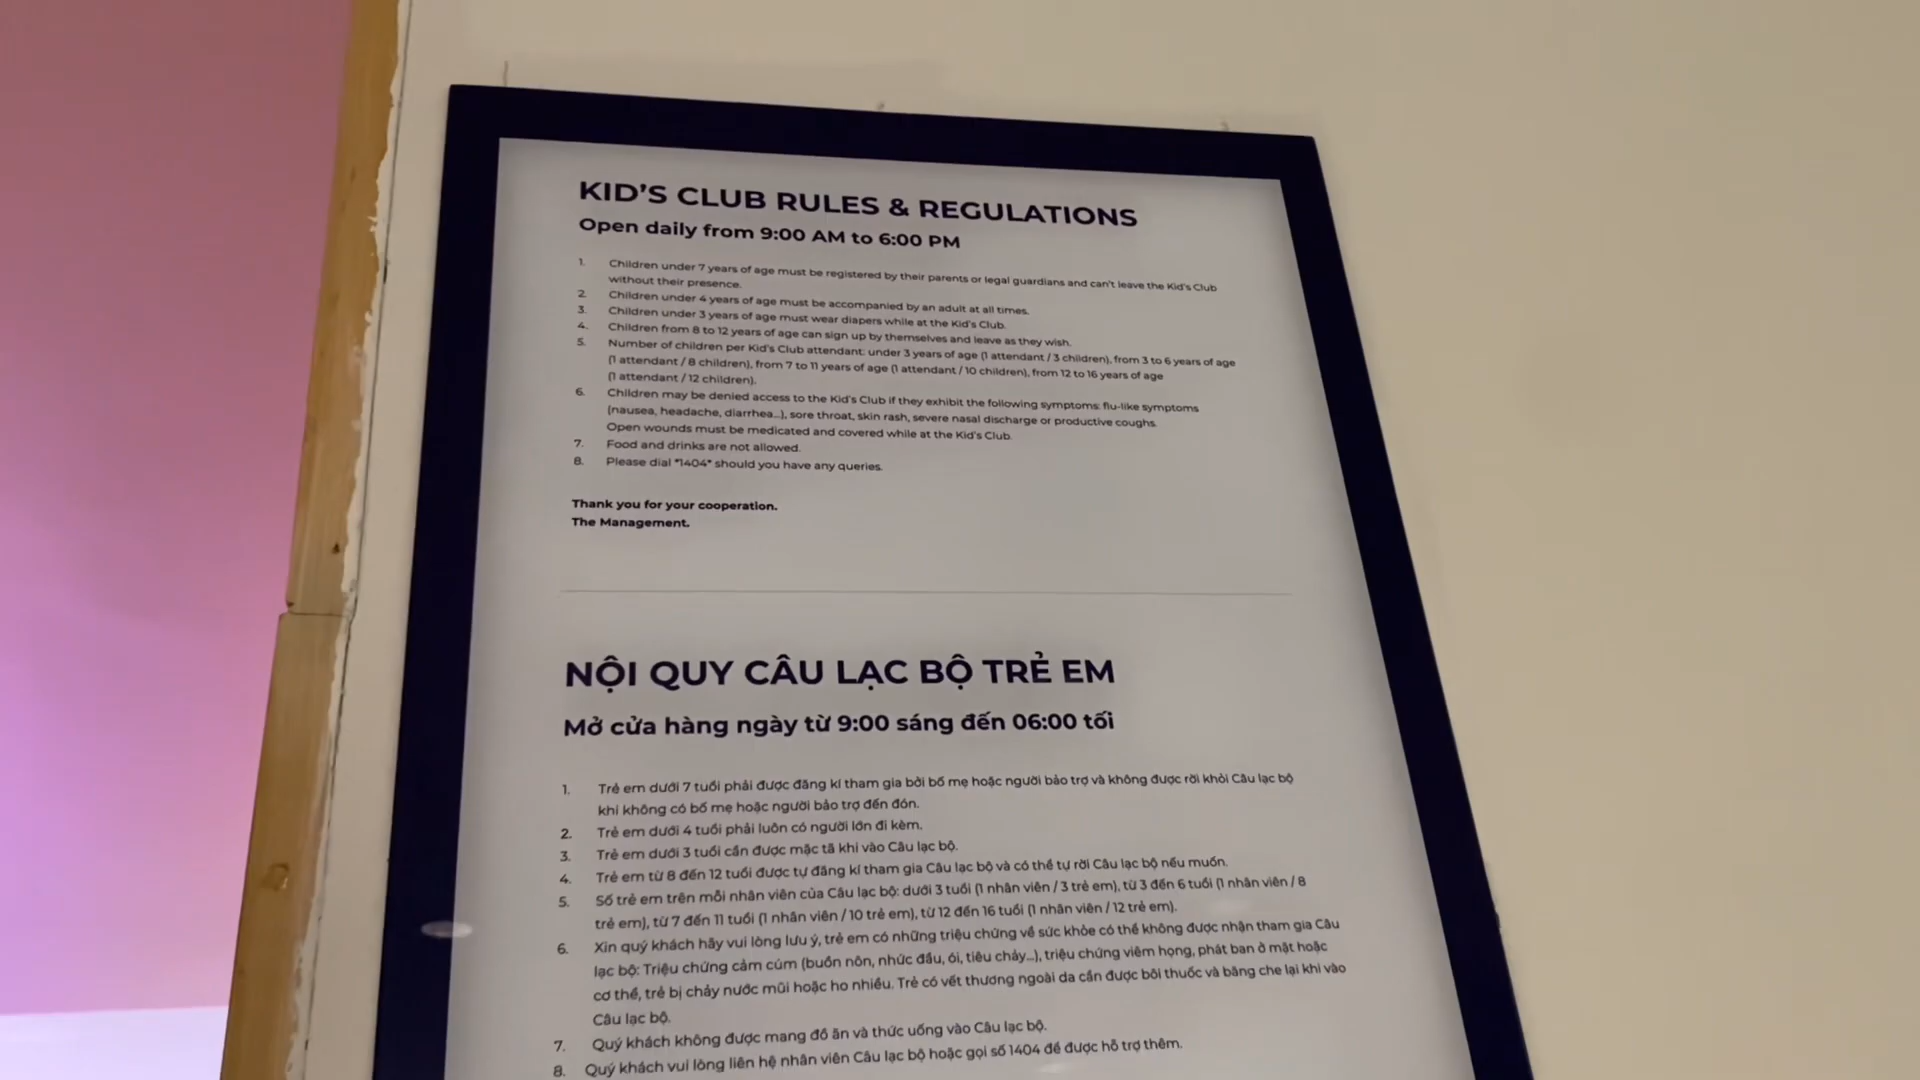 KID'S CLUB RULES & REGULATIONS
Open daily from 9:00 AM to 6:00 PM
1. Children under 7 years of age must be registered by their parents or legal guardians and can't leave the Kid's Club
without their presence.
2. Children under 4 years of age must be accompanied by an adult at all times.
3. Children under 3 years of age must wear diapers while at the Kid's Club.
4. Children from 8 to 12 years of age can sign up by themselves and leave as they wish.
5. Number of children per Kid's Club attendant: under 3 years of age (1 attendant / 3 children), from 3 to 6 years of age
(1 attendant / 8 children), from 7 to 11 years of age (1 attendant / 10 children), from 12 to 16 years of age
(1 attendant / 12 children).
6. Children may be denied access to the Kid's Club if they exhibit the following symptoms: flu-like symptoms
(nausea, headache, diarrhea...), sore throat, skin rash, severe nasal discharge or productive coughs.
Open wounds must be medicated and covered while at the Kid's Club.
7. Food and drinks are not allowed.
8. Please dial "1404" should you have any queries.
Thank you for your cooperation.
The Management.
NỘI QUY CÂU LẠC BỘ TRẺ EM
Mở cửa hàng ngày từ 9:00 sáng đến 06:00 tối
1. Trẻ em dưới 7 tuổi phải được đăng kí tham gia bởi bố mẹ hoặc người bảo trợ và không được rời khỏi Câu lạc bộ
khi không có bố mẹ hoặc người bảo trợ đến đón.
2. Trẻ em dưới 4 tuổi phải luôn có người lớn đi kèm.
3. Trẻ em dưới 3 tuổi cần được mặc tã khi vào Câu lạc bộ.
4. Trẻ em từ 8 đến 12 tuổi được tự đăng kí tham gia Câu lạc bộ và có thể tự rời Câu lạc bộ nếu muốn.
5. Số trẻ em trên mỗi nhân viên của Câu lạc bộ: dưới 3 tuổi (1 nhân viên / 3 trẻ em), từ 3 đến 6 tuổi (1 nhân viên / 8
trẻ em), từ 7 đến 11 tuổi (1 nhân viên / 10 trẻ em), từ 12 đến 16 tuổi (1 nhân viên / 12 trẻ em).
6. Xin quý khách hãy vui lòng lưu ý, trẻ em có những triệu chứng về sức khỏe có thể không được nhận tham gia Câu
lạc bộ: Triệu chứng cảm cúm (buồn nôn, nhức đầu, ói, tiêu chảy...), triệu chứng viêm họng, phát ban ở mặt hoặc
cơ thể, trẻ bị chảy nước mũi hoặc ho nhiều. Trẻ có vết thương ngoài da cần được bôi thuốc và băng che lại khi vào
Câu lạc bộ.
7. Quý khách không được mang đồ ăn và thức uống vào Câu lạc bộ.
8. Quý khách vui lòng liên hệ nhân viên Câu lạc bộ hoặc gọi số 1404 để được hỗ trợ thêm.